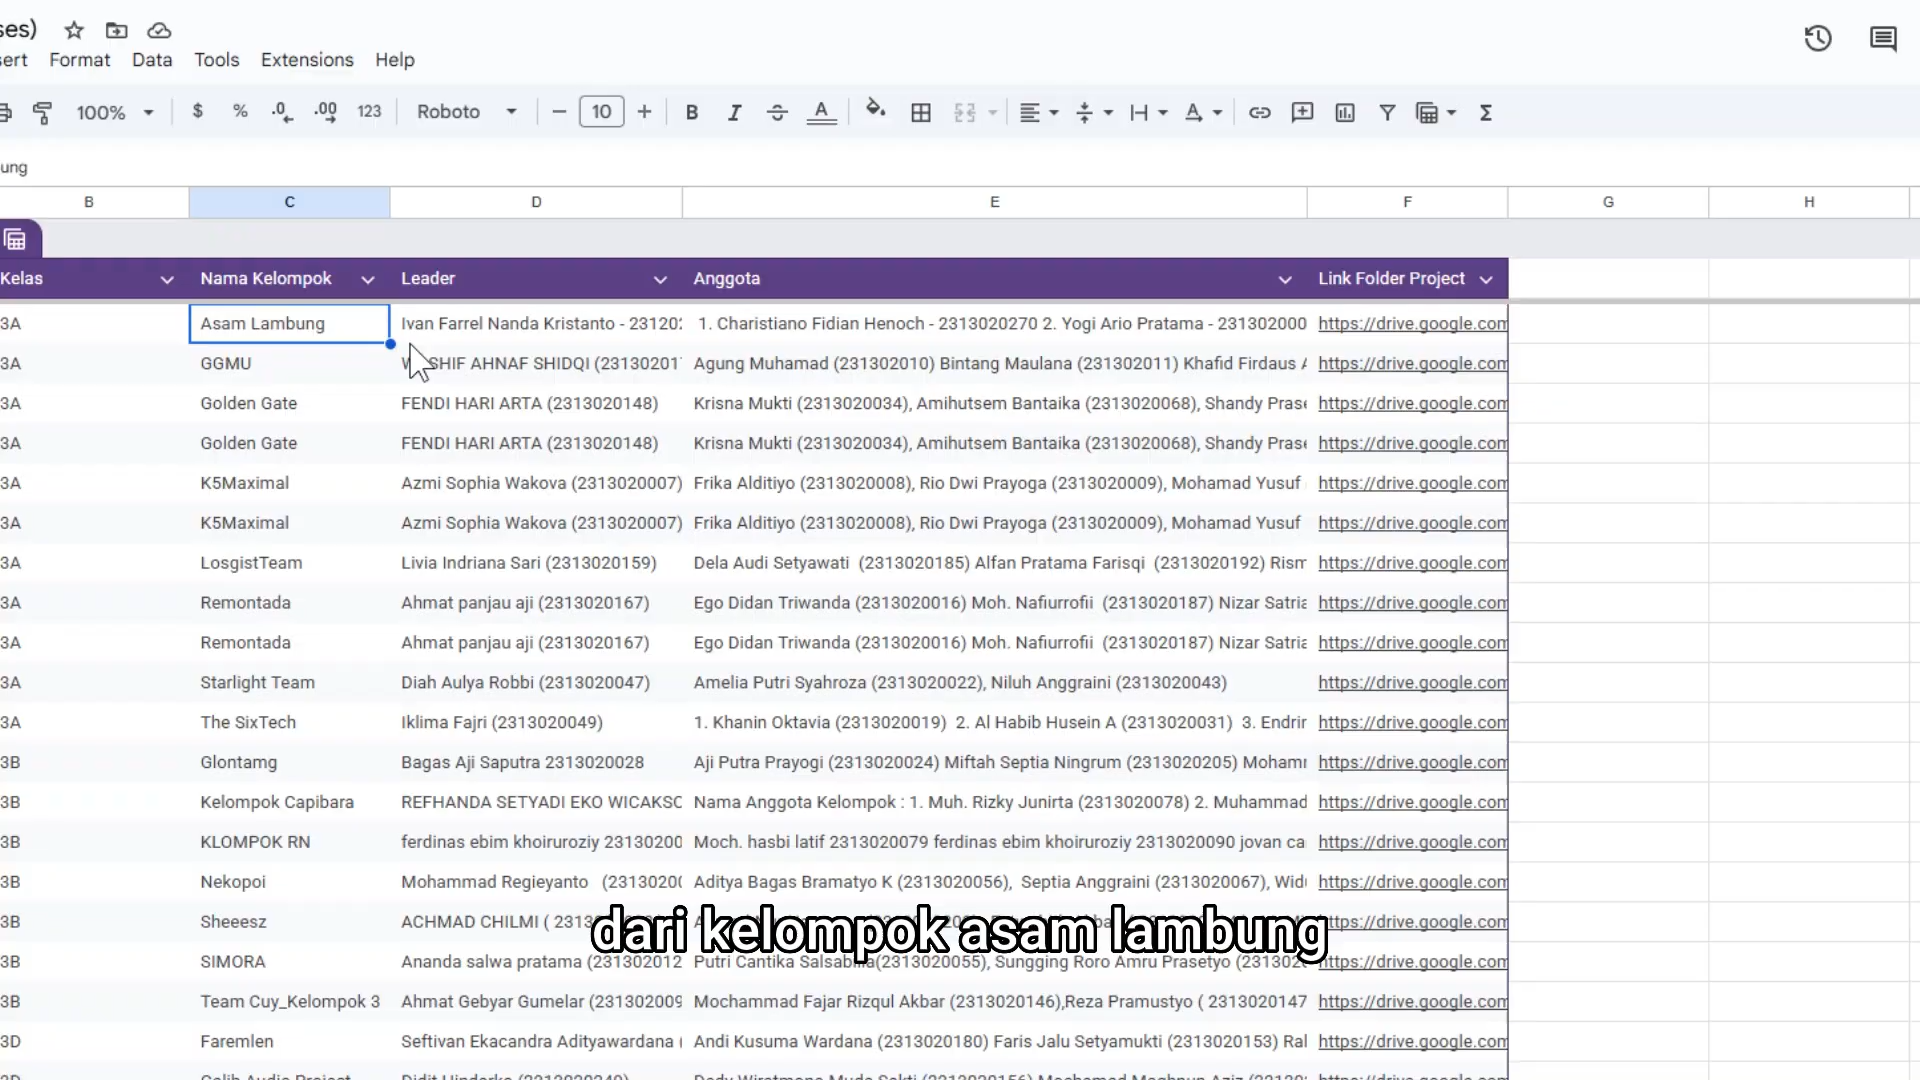 ses)
sert Format Data Tools Extensions Help
100% $ % .0 .00 123 Roboto 10 B I A
ung
B C D E F G H
Kelas Nama Kelompok Leader Anggota Link Folder Project
3A Asam Lambung Ivan Farrel Nanda Kristanto - 23120 1. Charistiano Fidian Henoch - 2313020270 2. Yogi Ario Pratama - 231302000 https://drive.google.com
3A GGMU SHIF AHNAF SHIDQI (23130201 Agung Muhamad (231302010) Bintang Maulana (231302011) Khafid Firdaus A https://drive.google.com
3A Golden Gate FENDI HARI ARTA (2313020148) Krisna Mukti (2313020034), Amihutsem Bantaika (2313020068), Shandy Prase https://drive.google.com
3A Golden Gate FENDI HARI ARTA (2313020148) Krisna Mukti (2313020034), Amihutsem Bantaika (2313020068), Shandy Prase https://drive.google.com
3A K5Maximal Azmi Sophia Wakova (2313020007) Frika Alditiyo (2313020008), Rio Dwi Prayoga (2313020009), Mohamad Yusuf https://drive.google.com
3A K5Maximal Azmi Sophia Wakova (2313020007) Frika Alditiyo (2313020008), Rio Dwi Prayoga (2313020009), Mohamad Yusuf https://drive.google.com
3A LosgistTeam Livia Indriana Sari (2313020159) Dela Audi Setyawati (2313020185) Alfan Pratama Farisqi (2313020192) Rism https://drive.google.com
3A Remontada Ahmat panjau aji (2313020167) Ego Didan Triwanda (2313020016) Moh. Nafiurrofii (2313020187) Nizar Satria https://drive.google.com
3A Remontada Ahmat panjau aji (2313020167) Ego Didan Triwanda (2313020016) Moh. Nafiurrofii (2313020187) Nizar Satria https://drive.google.com
3A Starlight Team Diah Aulya Robbi (2313020047) Amelia Putri Syahroza (2313020022), Niluh Anggraini (2313020043) https://drive.google.com
3A The SixTech Iklima Fajri (2313020049) 1. Khanin Oktavia (2313020019) 2. Al Habib Husein A (2313020031) 3. Endrir https://drive.google.com
3B Glontamg Bagas Aji Saputra 2313020028 Aji Putra Prayogi (2313020024) Miftah Septia Ningrum (2313020205) Moham https://drive.google.com
3B Kelompok Capibara REFHANDA SETYADI EKO WICAKSO Nama Anggota Kelompok : 1. Muh. Rizky Junirta (2313020078) 2. Muhammad https://drive.google.com
3B KLOMPOK RN ferdinas ebim khoiruroziy 23130200 Moch. hasbi latif 2313020079 ferdinas ebim khoiruroziy 2313020090 jovan ca https://drive.google.com
3B Nekopoi Mohammad Regieyanto (23130200 Aditya Bagas Bramatyo K (2313020056), Septia Anggraini (2313020067), Widi https://drive.google.com
3B Sheeesz ACHMAD CHILMI ( 2313 https://drive.google.com
dari kelompok asam lambung
3B SIMORA Ananda salwa pratama (231302012 Putri Cantika Salsabila(2313020055), Sungging Roro Amru Prasetyo (231302 https://drive.google.com
3B Team Cuy_Kelompok 3 Ahmat Gebyar Gumelar (231302009 Mochammad Fajar Rizqul Akbar (2313020146),Reza Pramustyo ( 2313020147 https://drive.google.com
3D Faremlen Seftivan Ekacandra Adityawardana ( Andi Kusuma Wardana (2313020180) Faris Jalu Setyamukti (2313020153) Ral https://drive.google.com